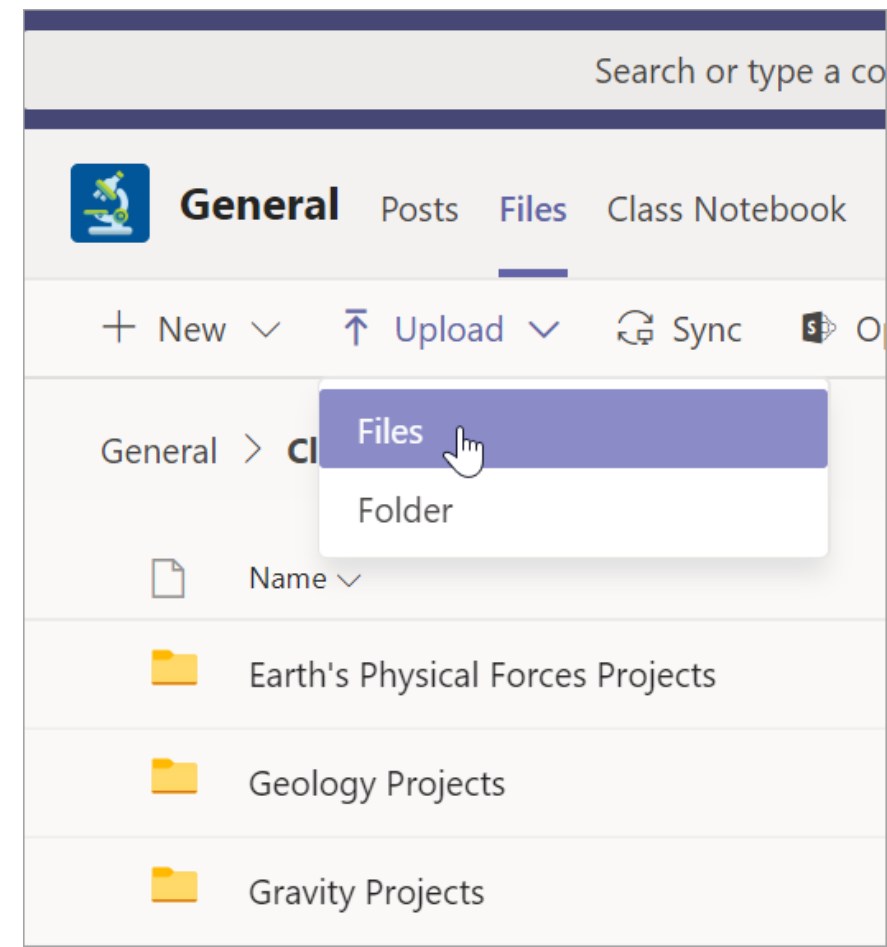 Search or type a
General Posts Files Class Notebook
New Upload Sync
Files
General >
Folder
Name
Earth's Physical Forces Projects
Geology Projects
Gravity Projects